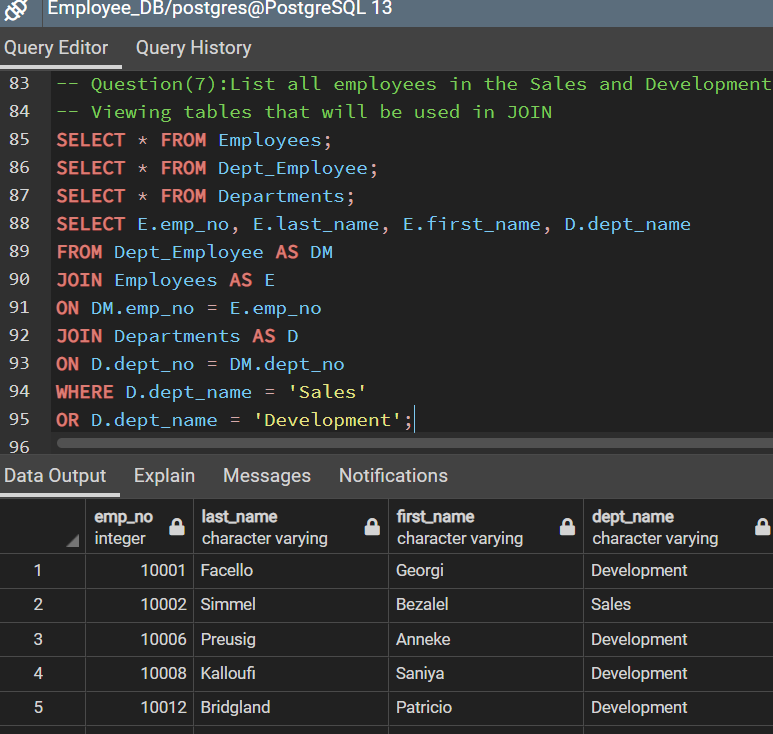 Employee_DB/postgres@PostgreSQL 13
Query Editor Query History
83 -- Question(7):List all employees in the Sales and Development
84 -- Viewing tables that will be used in JOIN
85 SELECT * FROM Employees;
86 SELECT * FROM Dept_Employee;
87 SELECT * FROM Departments;
88 SELECT E.emp_no, E.last_name, E.first_name, D.dept_name
89 FROM Dept_Employee AS DM
90 JOIN Employees AS E
91 ON DM.emp_no = E.emp_no
92 JOIN Departments AS D
93 ON D.dept_no = DM.dept_no
94 WHERE D.dept_name = 'Sales'
95 OR D.dept_name = 'Development';
96
Data Output Explain Messages Notifications
emp_no last_name first_name dept_name
integer character varying character varying character varying
1 10001 Facello Georgi Development
2 10002 Simmel Bezalel Sales
3 10006 Preusig Anneke Development
4 10008 Kalloufi Saniya Development
5 10012 Bridgland Patricio Development